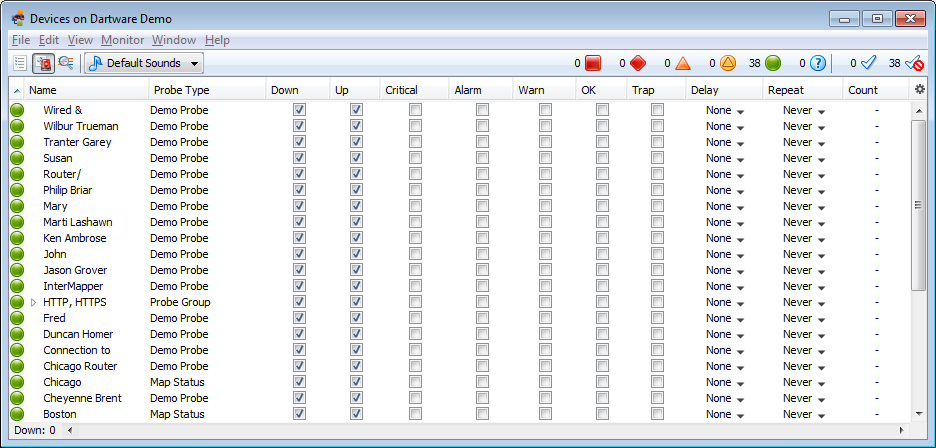 Devices on Dartware Demo
File Edit View Monitor Window Help
Default Sounds 0 0 0 0 38 0 ? 0 38
Name Probe Type Down Up Critical Alarm Warn OK Trap Delay Repeat Count
Wired & Demo Probe None Never -
Wilbur Trueman Demo Probe None Never -
Tranter Garey Demo Probe None Never -
Susan Demo Probe None Never -
Router/ Demo Probe None Never -
Philip Briar Demo Probe None Never -
Mary Demo Probe None Never -
Marti Lashawn Demo Probe None Never -
Ken Ambrose Demo Probe None Never -
John Demo Probe None Never -
Jason Grover Demo Probe None Never -
InterMapper Demo Probe None Never -
HTTP, HTTPS Probe Group None Never -
Fred Demo Probe None Never -
Duncan Homer Demo Probe None Never -
Connection to Demo Probe None Never -
Chicago Router Demo Probe None Never -
Chicago Map Status None Never -
Cheyenne Brent Demo Probe None Never -
Boston Map Status None Never -
Down: 0